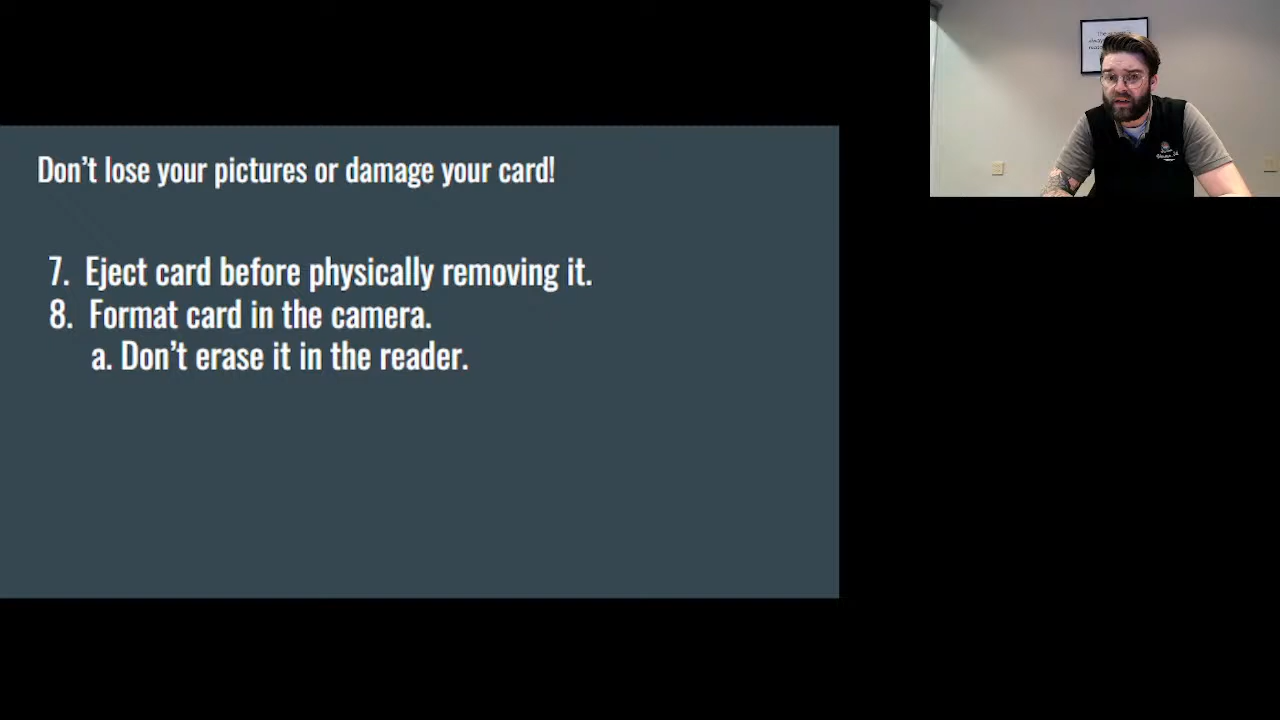 Don't lose your pictures or damage your card!
7. Eject card before physically removing it.
8. Format card in the camera.
a. Don't erase it in the reader.